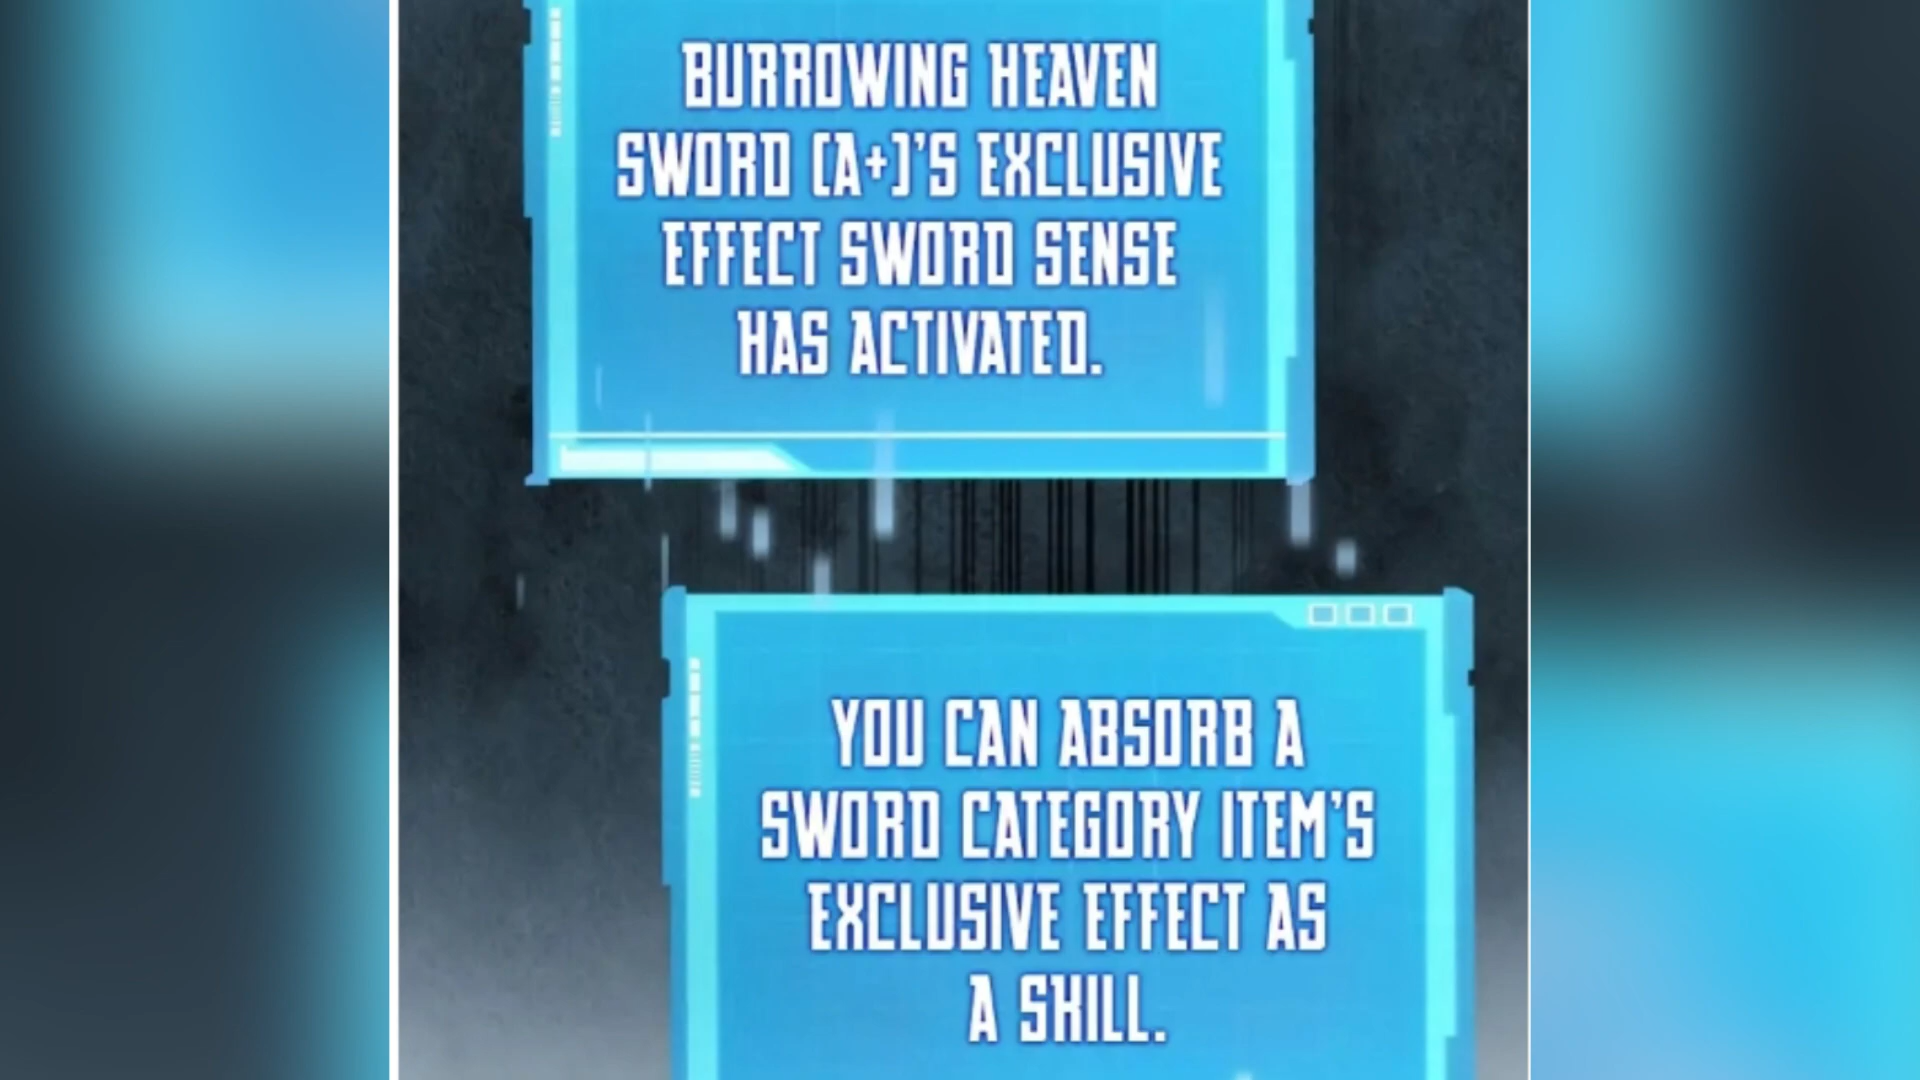 BURROWING HEAVEN
SWORD (A+)'S EXCLUSIVE
EFFECT SWORD SENSE
HAS ACTIVATED.
YOU CAN ABSORB A
SWORD CATEGORY ITEM'S
EXCLUSIVE EFFECT AS
A SKILL.